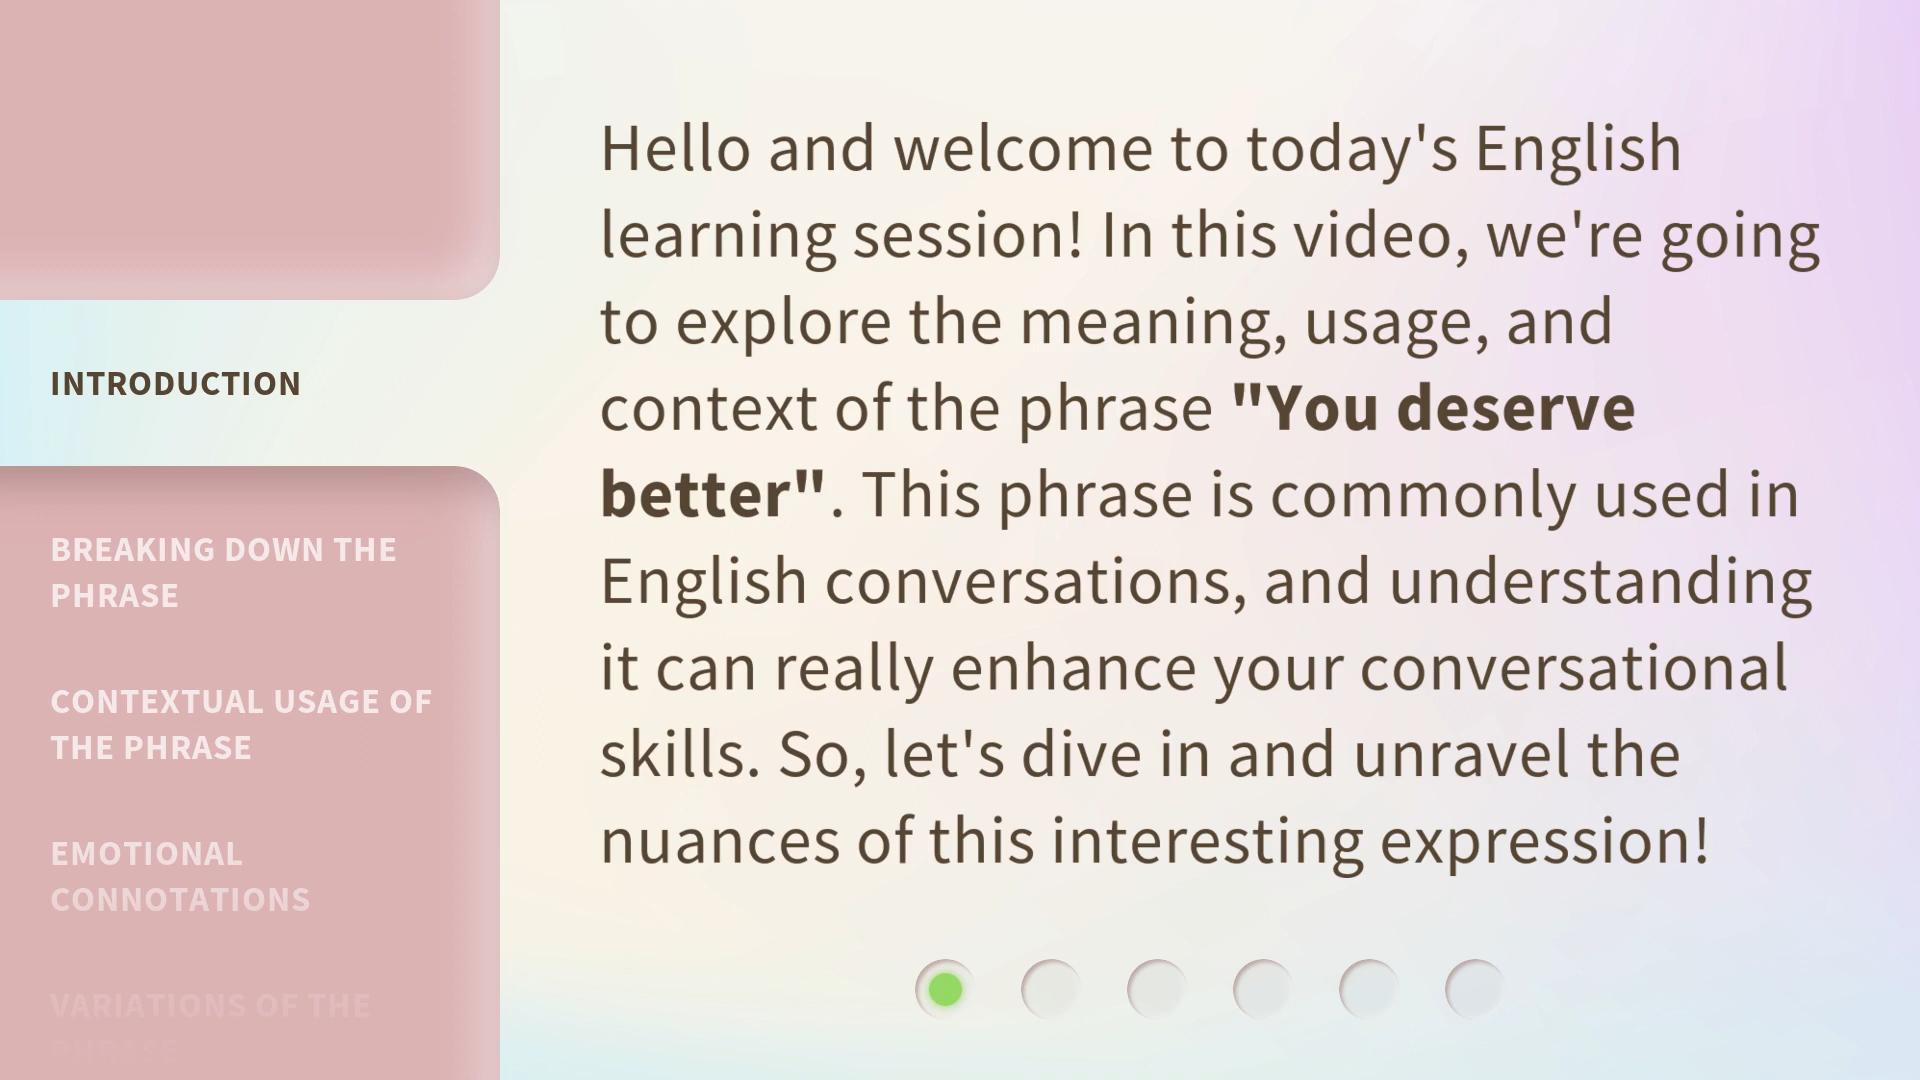 INTRODUCTION
BREAKING DOWN THE
PHRASE
CONTEXTUAL USAGE OF
THE PHRASE
EMOTIONAL
CONNOTATIONS
VARIATIONS OF THE
PHRASE
Hello and welcome to today's English
learning session! In this video, we're going
to explore the meaning, usage, and
context of the phrase "You deserve
better". This phrase is commonly used in
English conversations, and understanding
it can really enhance your conversational
skills. So, let's dive in and unravel the
nuances of this interesting expression!